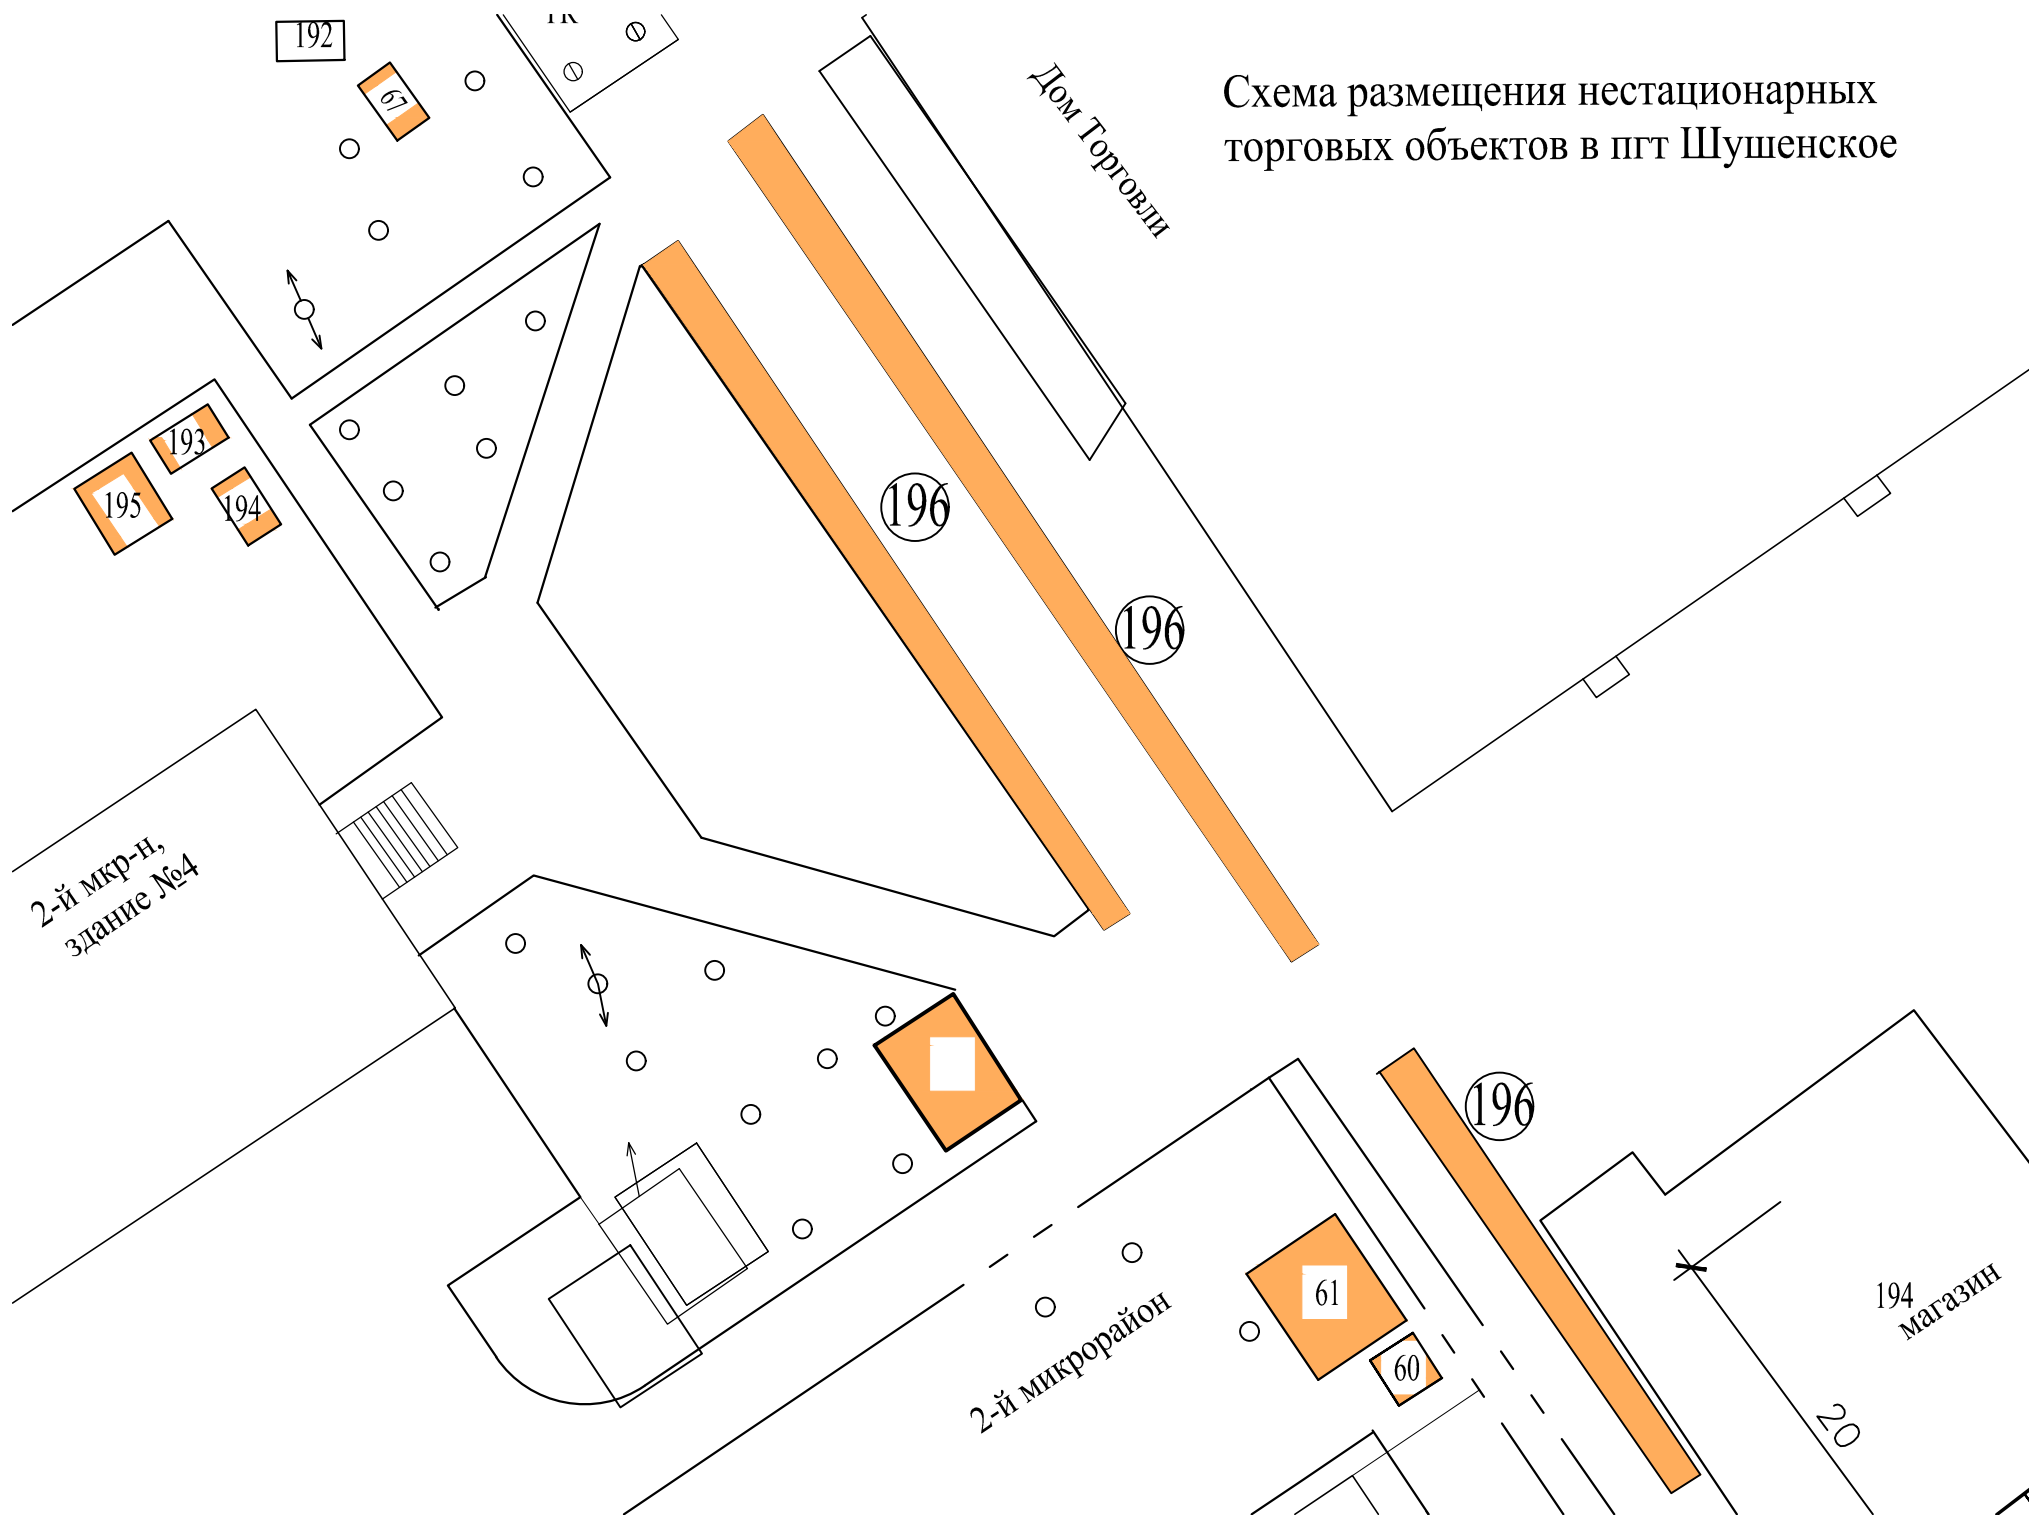 192
67
Дом Торговли
Схема размещения нестационарных
торговых объектов в пгт Шушенское
193
195
194
196
196
2-й мкр-н,
здание №4
196
61
60
2-й микрорайон
194
магазин
20